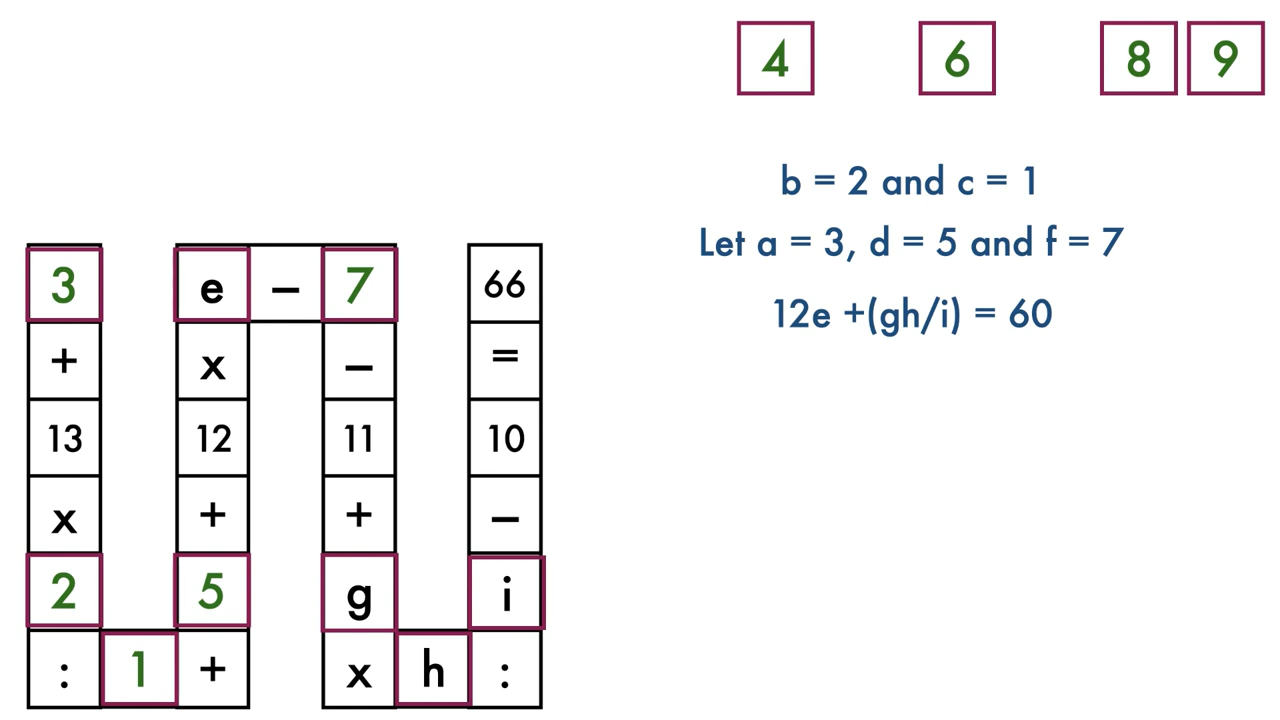 4 6 8 9
b = 2 and c = 1
Let a = 3, d = 5 and f = 7
12e +(gh/i) = 60
3 e – 7 66
+ x – =
13 12 11 10
x + + –
2 5 g i
: 1 + x h :